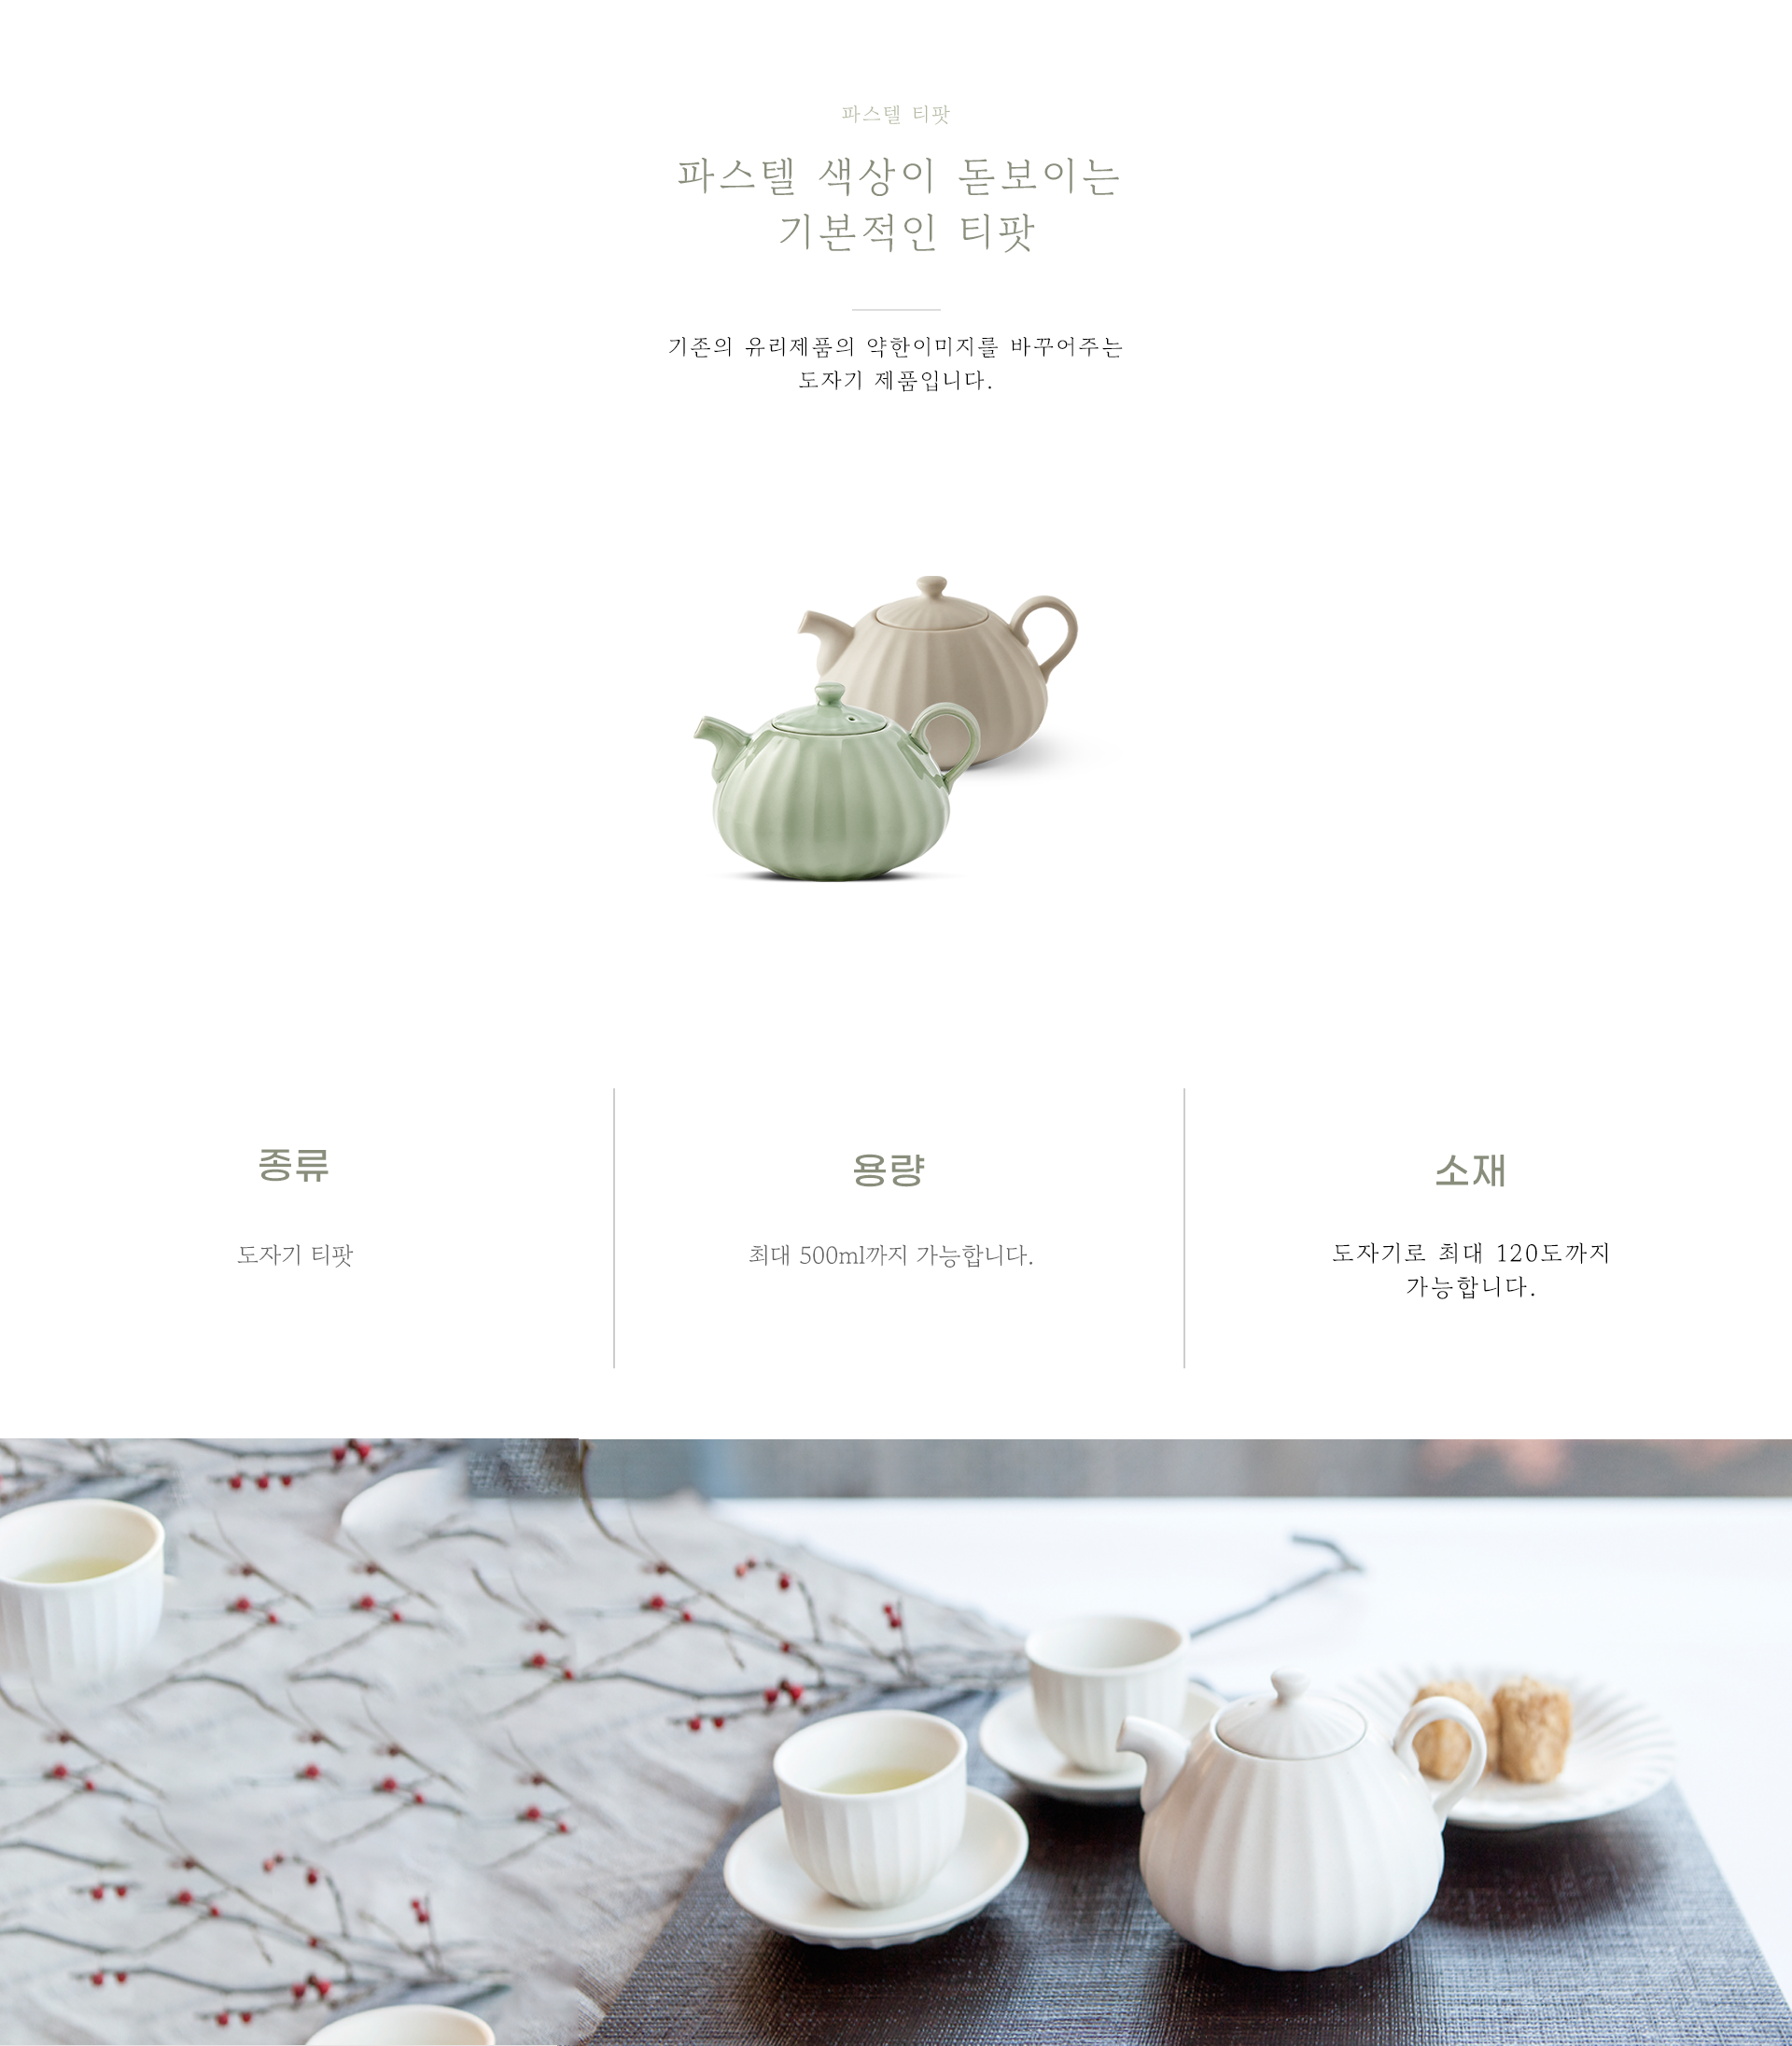 파스텔 티팟
파스텔 색상이 돋보이는
기본적인 티팟
기존의 유리제품의 약한이미지를 바꾸어주는
도자기 제품입니다.
종류
도자기 티팟
용량
최대 500ml까지 가능합니다.
소재
도자기로 최대 120도까지
가능합니다.